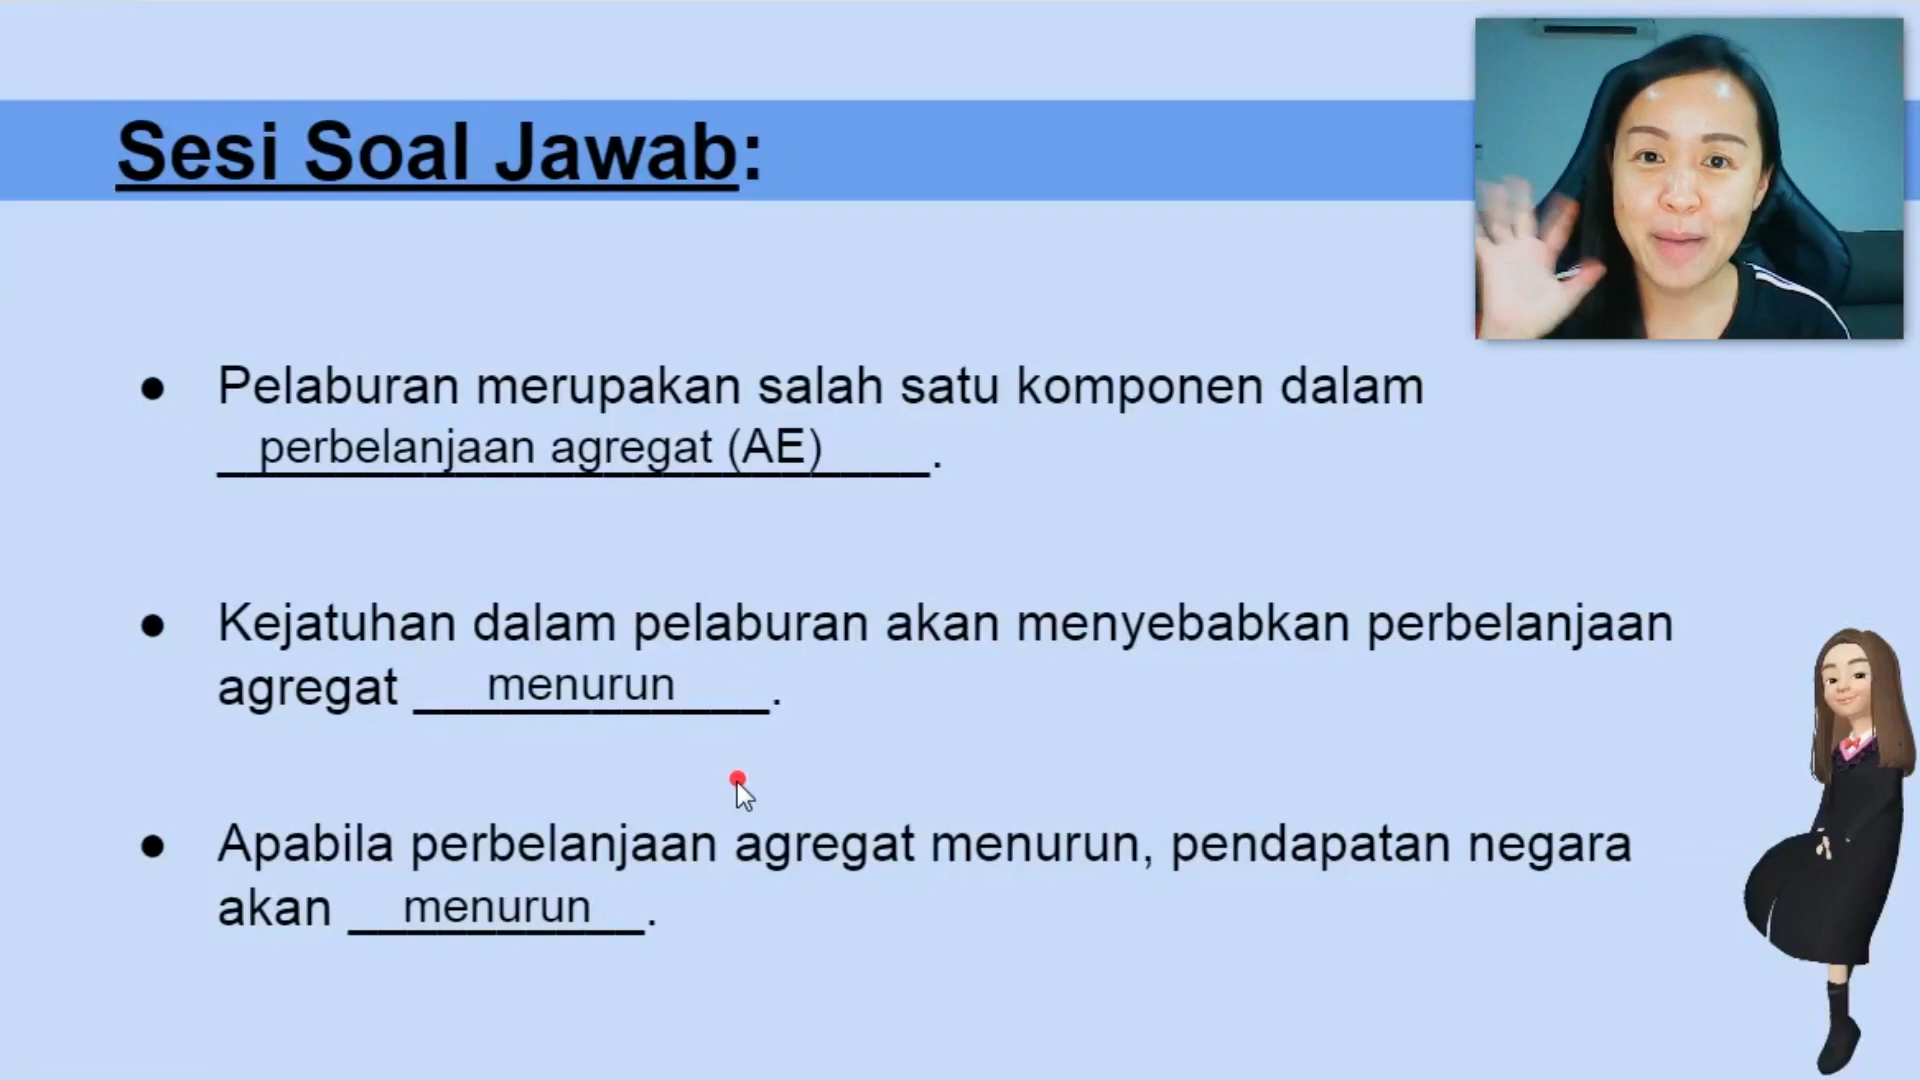 Sesi Soal Jawab:
● Pelaburan merupakan salah satu komponen dalam
perbelanjaan agregat (AE).
● Kejatuhan dalam pelaburan akan menyebabkan perbelanjaan
agregat menurun.
● Apabila perbelanjaan agregat menurun, pendapatan negara
akan menurun.